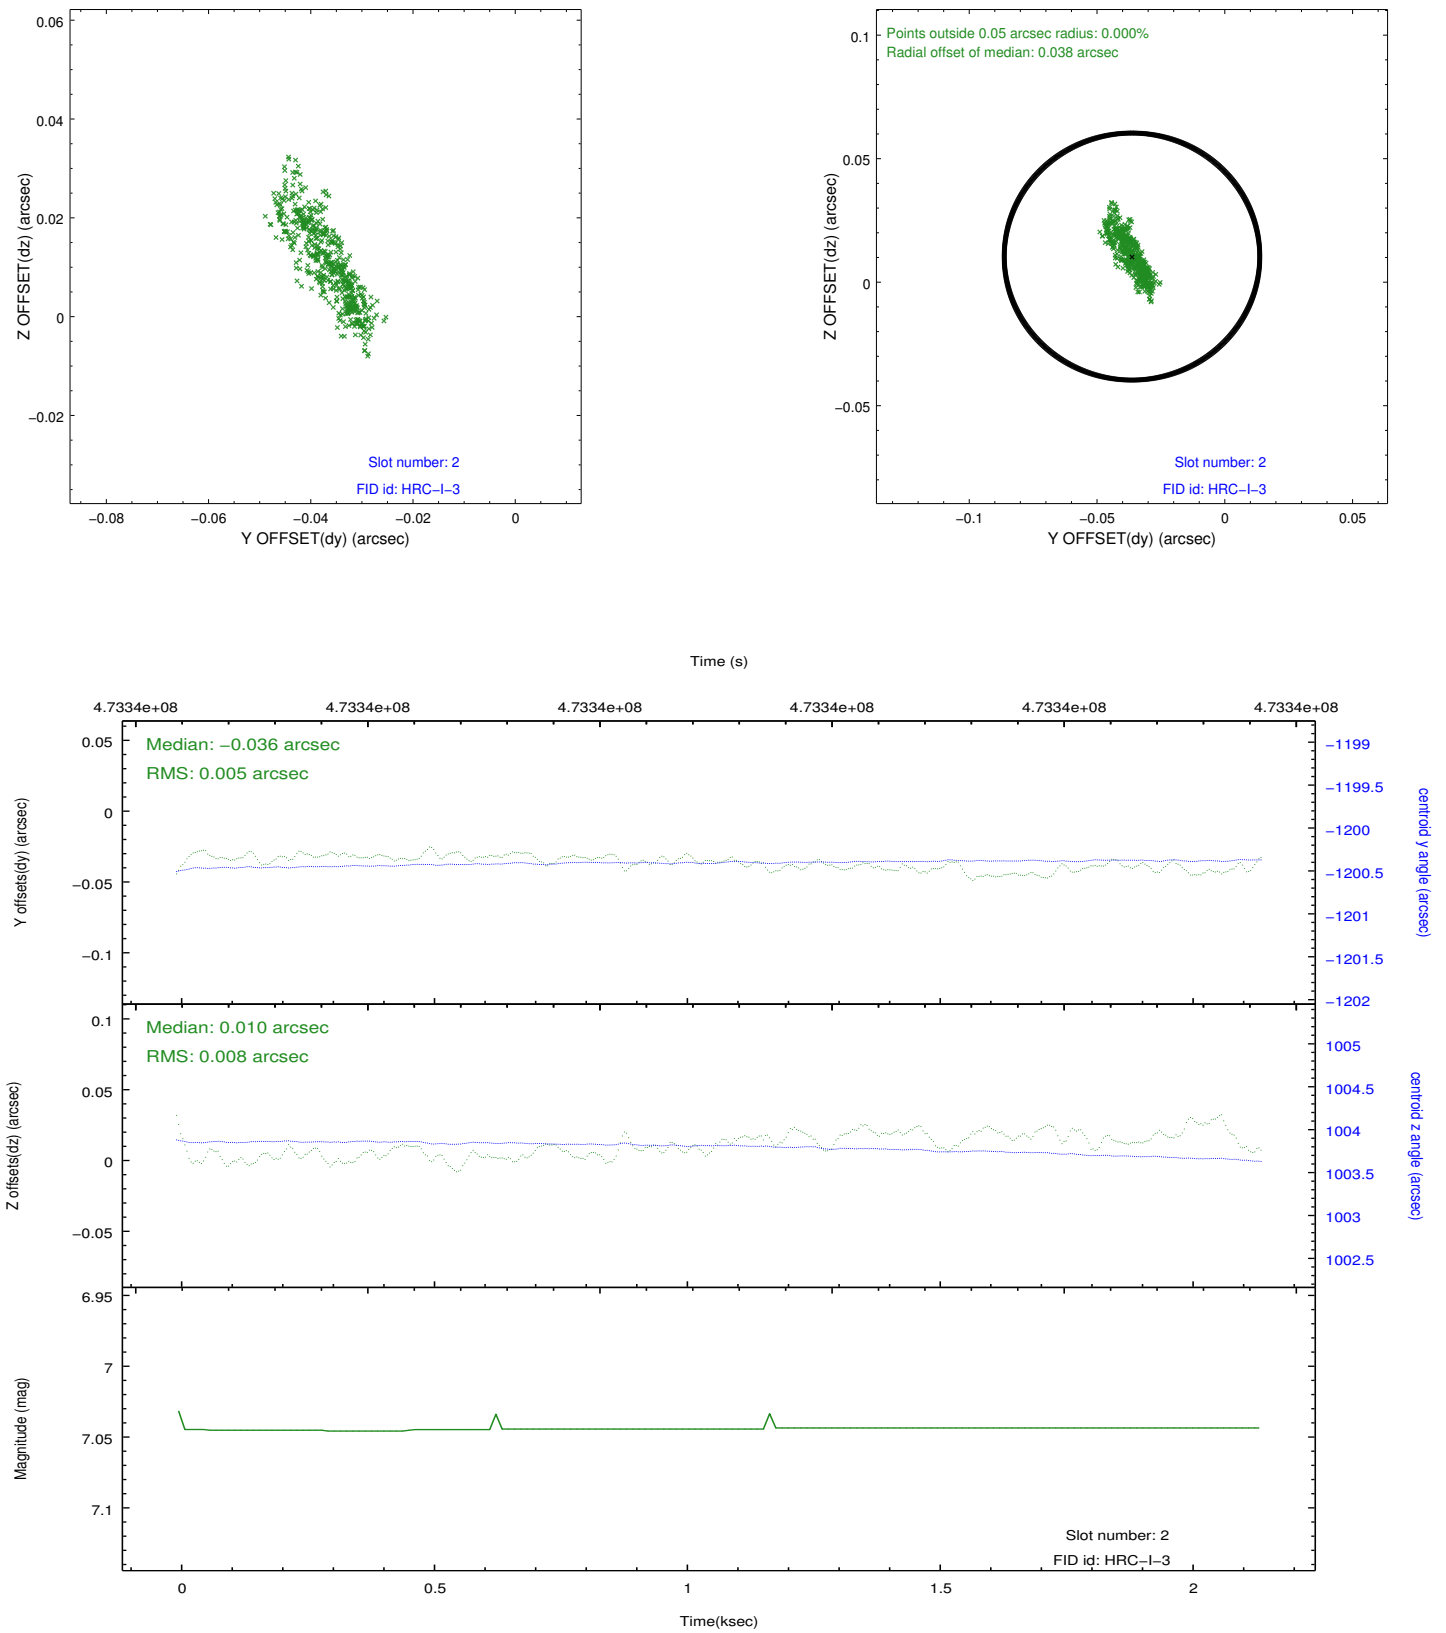 0.06
0.04
0.02
0
−0.02
Z OFFSET(dz) (arcsec)
Slot number: 2
FID id: HRC−I−3
−0.08 −0.06 −0.04 −0.02 0
Y OFFSET(dy) (arcsec)
Points outside 0.05 arcsec radius: 0.000%
Radial offset of median: 0.038 arcsec
0.1
0.05
0
−0.05
Z OFFSET(dz) (arcsec)
Slot number: 2
FID id: HRC−I−3
−0.1 −0.05 0 0.05
Y OFFSET(dy) (arcsec)
Time (s)
4.7334e+08 4.7334e+08 4.7334e+08 4.7334e+08 4.7334e+08 4.7334e+08
Median: −0.036 arcsec
RMS: 0.005 arcsec
0.05
0
−0.05
−0.1
Y offsets(dy) (arcsec)
−1199
−1199.5
−1200
−1200.5
−1201
−1201.5
−1202
centroid y angle (arcsec)
Median: 0.010 arcsec
RMS: 0.008 arcsec
0.1
0.05
0
−0.05
Z offsets(dz) (arcsec)
1005
1004.5
1004
1003.5
1003
1002.5
centroid z angle (arcsec)
6.95
7
7.05
7.1
Magnitude (mag)
Slot number: 2
FID id: HRC−I−3
0 0.5 1 1.5 2
Time(ksec)